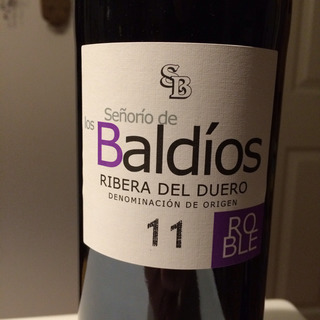 SB
Señorío de
los Baldíos
RIBERA DEL DUERO
DENOMINACIÓN DE ORIGEN
11
RO
BLE